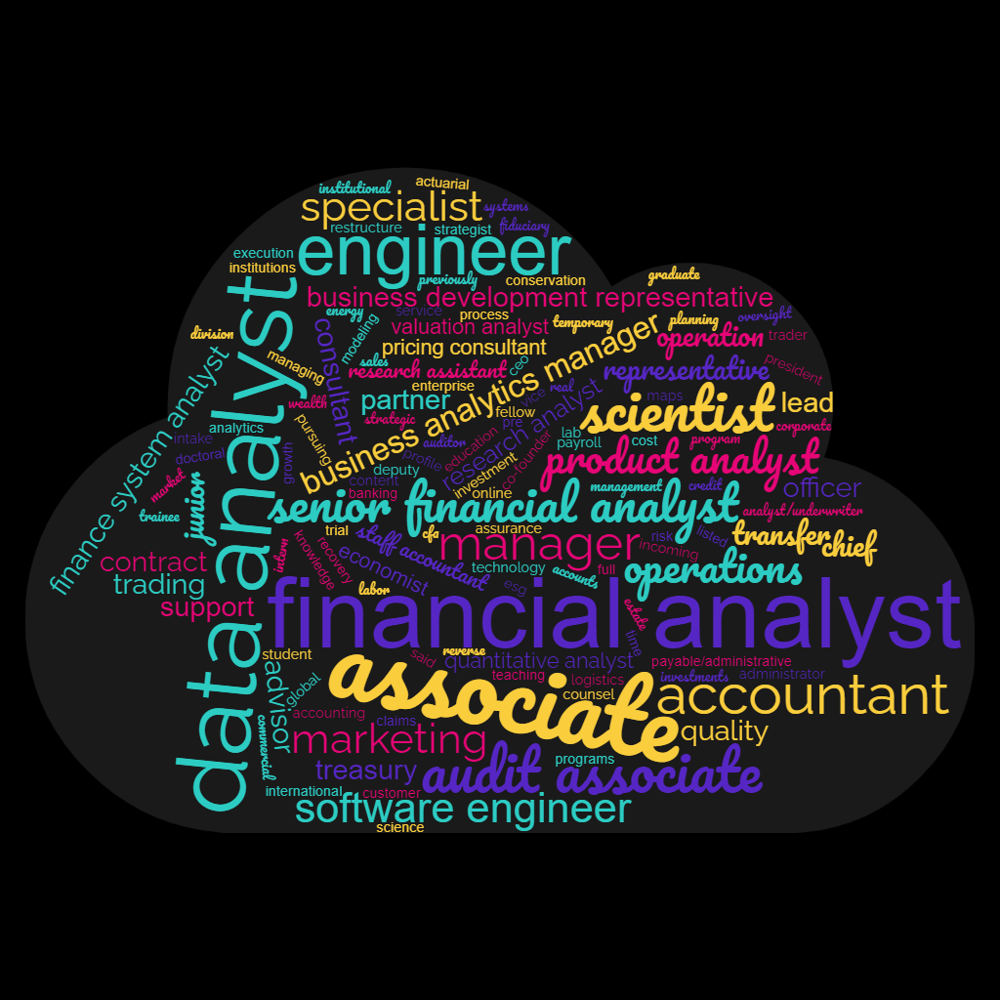 actuarial
institutional
specialist
systems
restructure
strategist
fiduciary
engineer
execution
institutions
previously
conservation
graduate
business development representative
energy
service
process
temporary
planning
oversight
division
modeling
consultant
valuation analyst
business analytics manager
operation
trader
pricing consultant
sales
managing
research assistant
ceo
representative
president
enterprise
wealth
partner
vice
real
maps
scientist
lead
finance system analyst
data analyst
analytics
strategic
fellow
pursuing
pre
research analyst
intake
auditor
lab
payroll
cost
program
corporate
doctoral
growth
profile
education
co-founder
product analyst
market
junior
content
deputy
investment
banking
online
management
credit
officer
trainee
senior financial analyst
analyst/underwriter
trial
cfa
assurance
staff accountant
manager
risk
listed
transfer
chief
intern
knowledge
recovery
economist
incoming
contract
trading
technology
accounts
full
operations
labor
esg
support
financial analyst
estate
time
student
said
reverse
quantitative analyst
payable/administrative
advisor
global
associate
teaching
logistics
investments
administrator
counsel
accountant
accounting
commercial
claims
marketing
quality
treasury
programs
audit associate
international
customer
software engineer
science